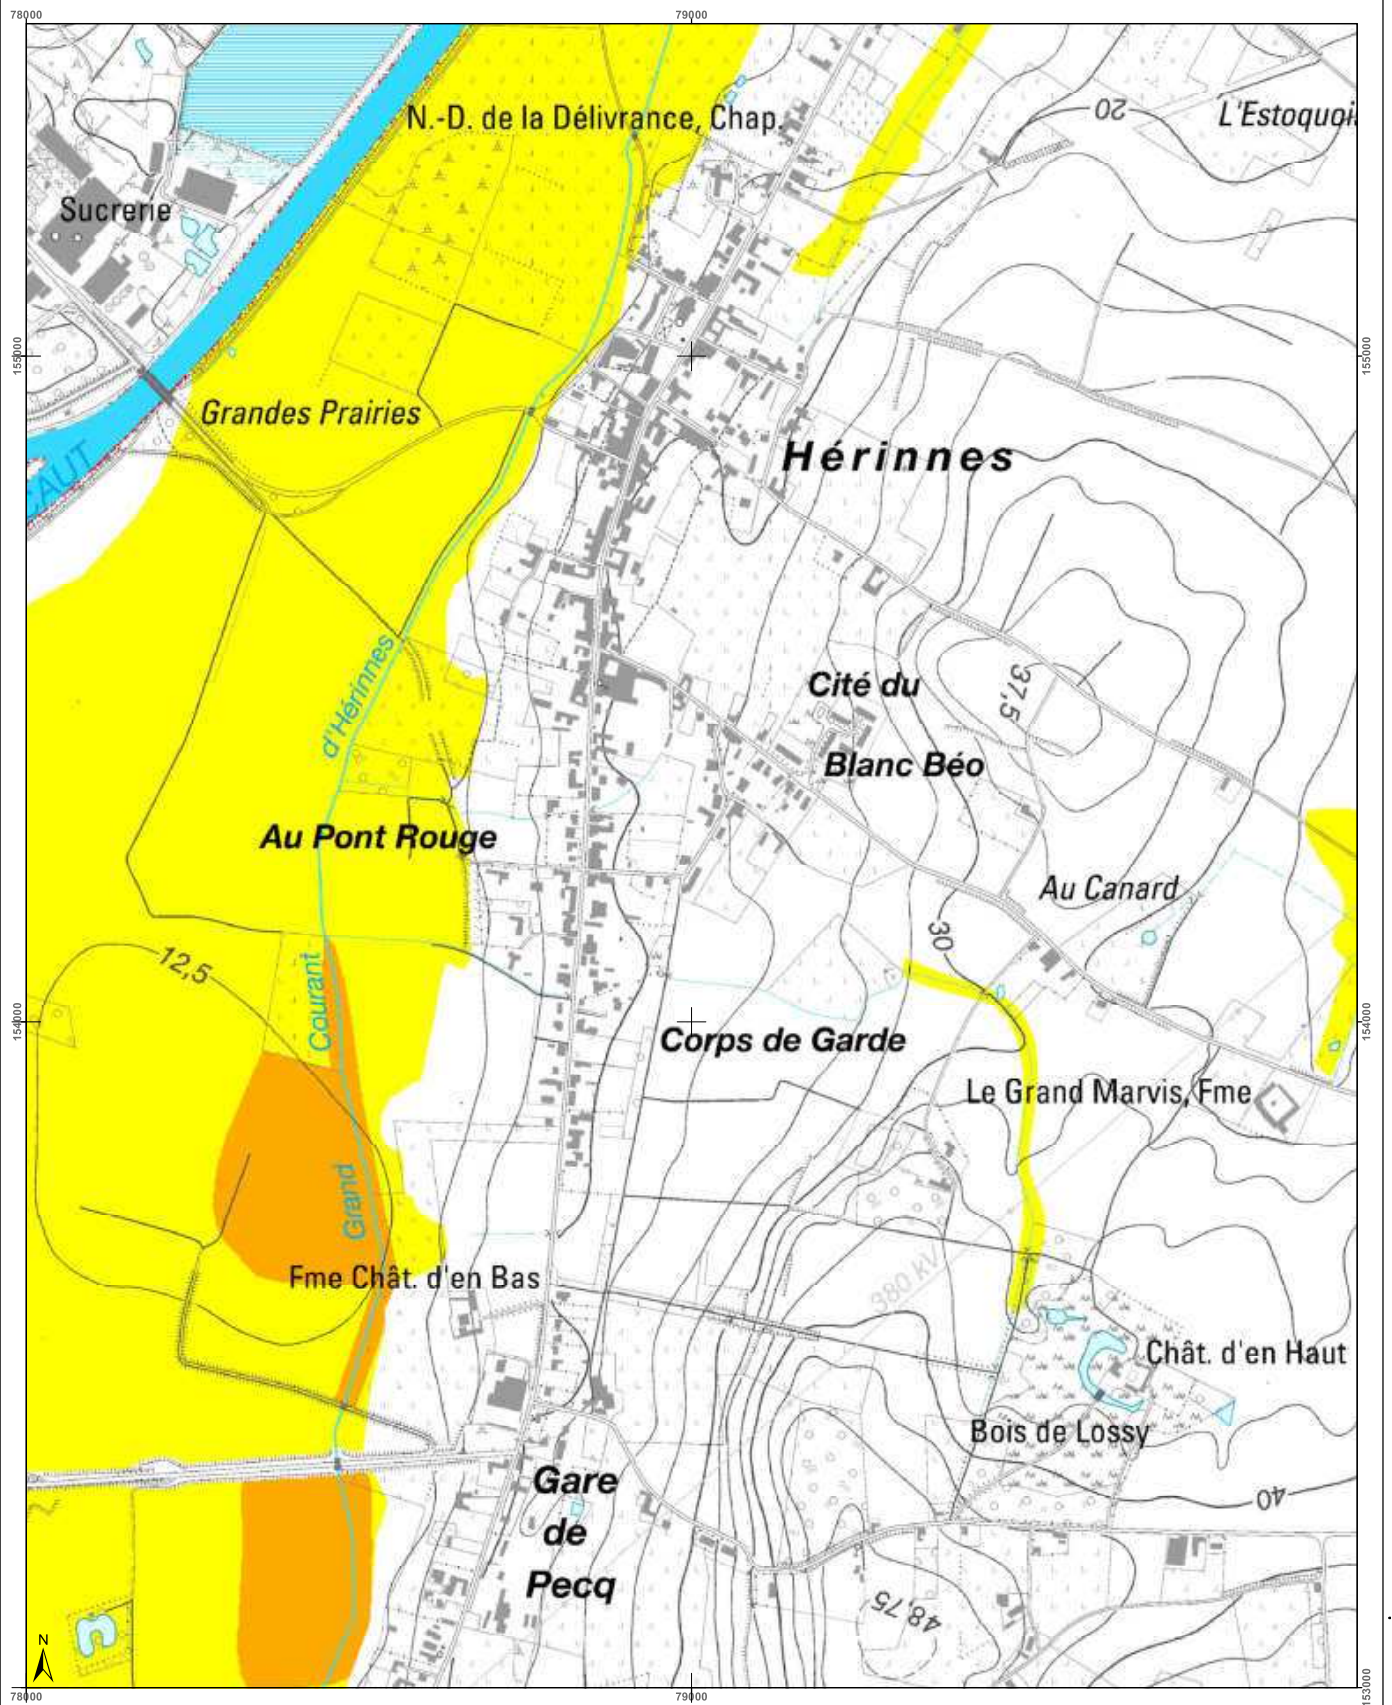 78000
79000
N.-D. de la Délivrance, Chap.
20
L'Estoquoi
Sucrerie
155000
155000
Grandes Prairies
Hérinnes
CAUT
37,5
d'Hérinnes
Cité du
Blanc Béo
Au Pont Rouge
Au Canard
30
12,5
Courant
154000
154000
Corps de Garde
Le Grand Marvis, Fme
Grand
380 kV
Fme Chât. d'en Bas
Chât. d'en Haut
Bois de Lossy
Gare
de
Pecq
40
48,75
N
78000
79000
153000